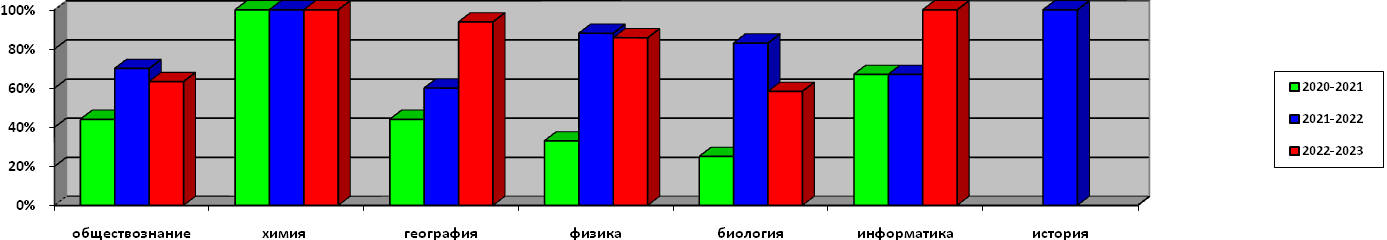 100%
80%
60%
40%
20%
0%
обществознание
химия
география
физика
биология
информатика
история
2020-2021
2021-2022
2022-2023